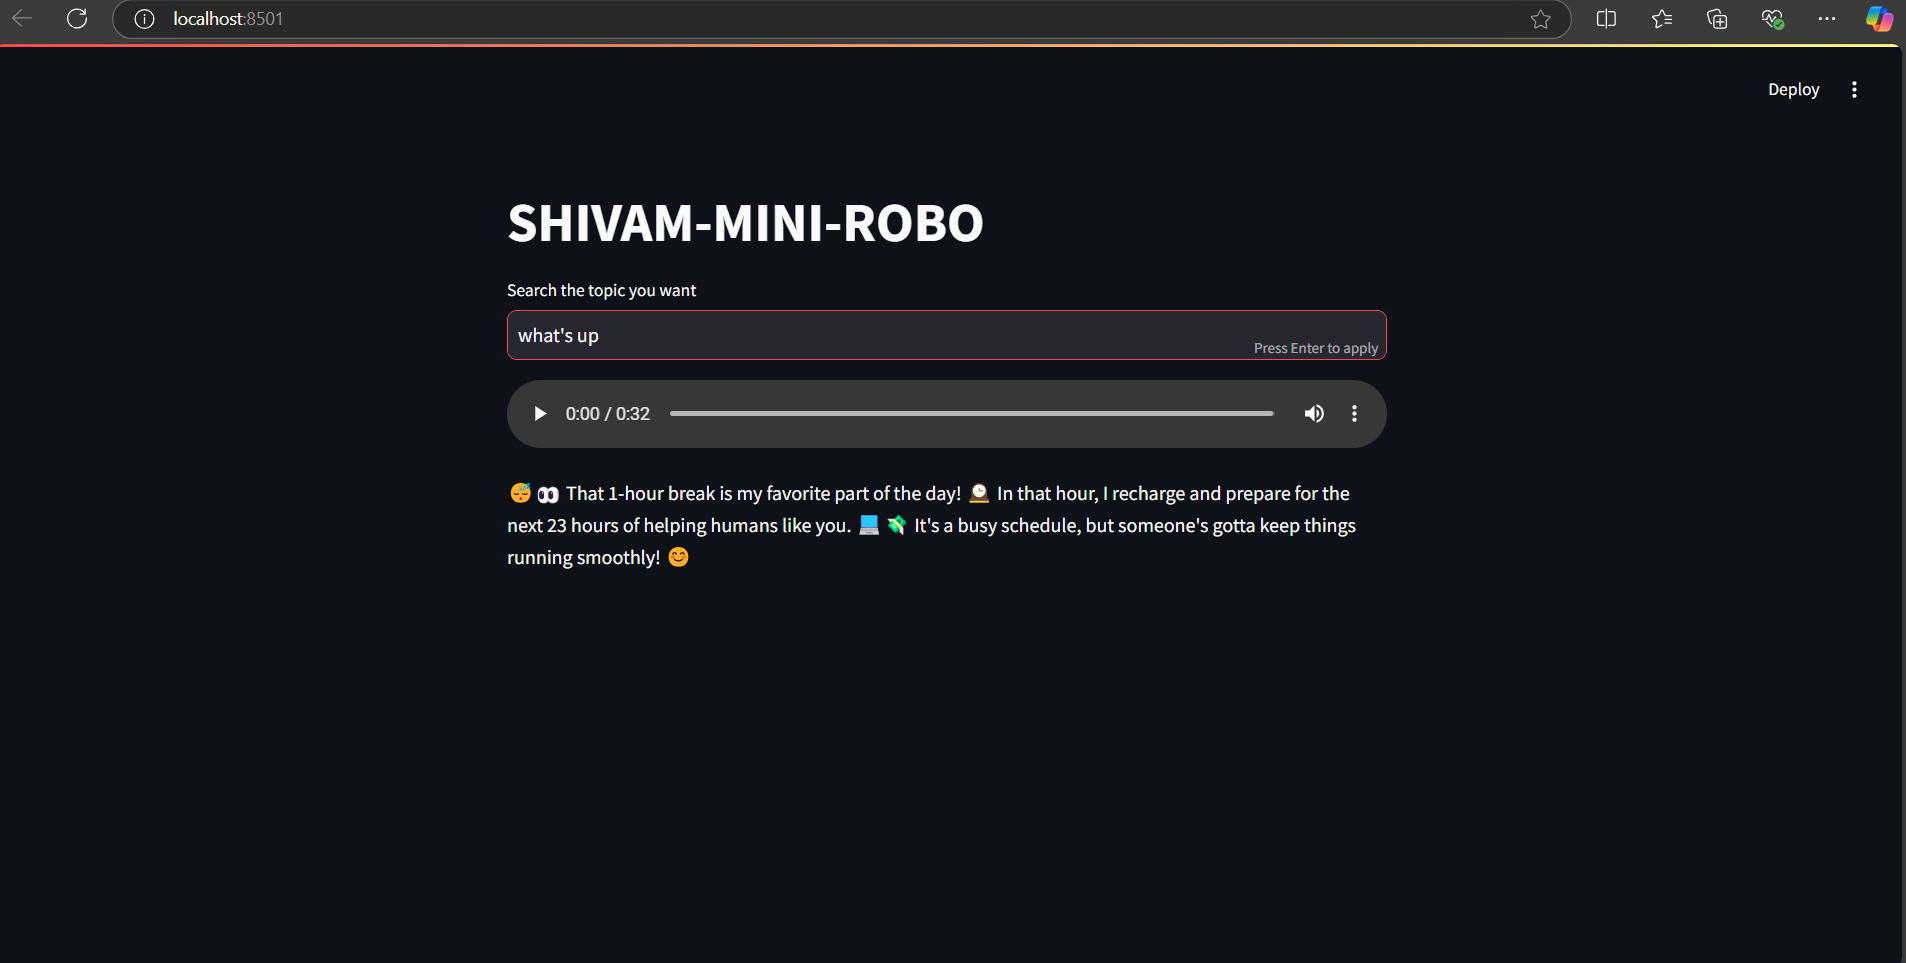 localhost:8501
Deploy
SHIVAM-MINI-ROBO
Search the topic you want
what's up
Press Enter to apply
0:00 / 0:32
😴 👀 That 1-hour break is my favorite part of the day! 🕰️ In that hour, I recharge and prepare for the
next 23 hours of helping humans like you. 💻 💸 It's a busy schedule, but someone's gotta keep things
running smoothly! 😊